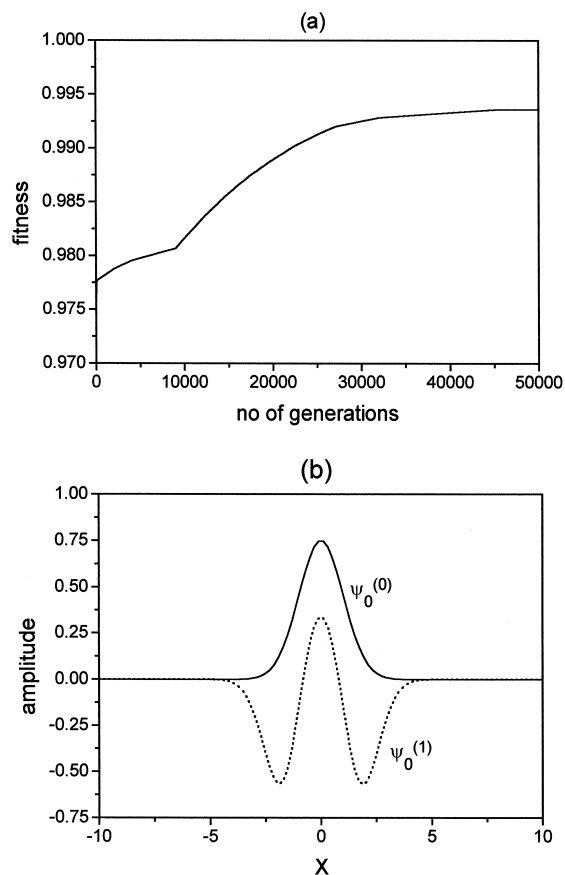 (a)
1.000
0.995
0.990
0.985
0.980
0.975
0.970
fitness
0 10000 20000 30000 40000 50000
no of generations
(b)
1.00
0.75
0.50
0.25
0.00
-0.25
-0.50
-0.75
amplitude
ψ₀⁽⁰⁾
ψ₀⁽¹⁾
-10 -5 0 5 10
X